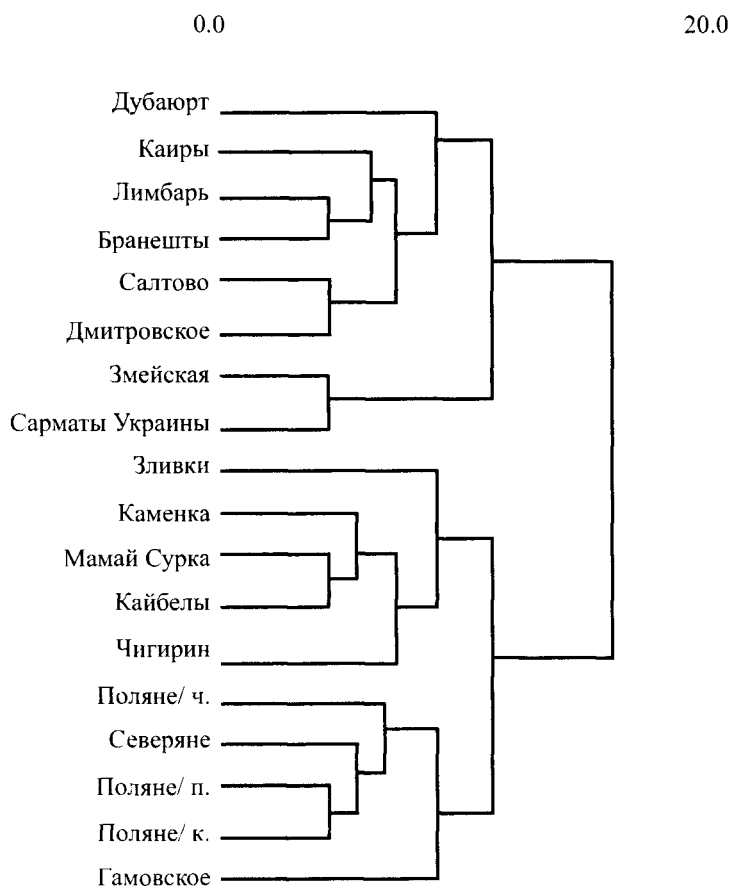 0.0 20.0
Дубаюрт
Каиры
Лимбарь
Бранешты
Салтово
Дмитровское
Змейская
Сарматы Украины
Зливки
Каменка
Мамай Сурка
Кайбелы
Чигирин
Поляне/ ч.
Северяне
Поляне/ п.
Поляне/ к.
Гамовское